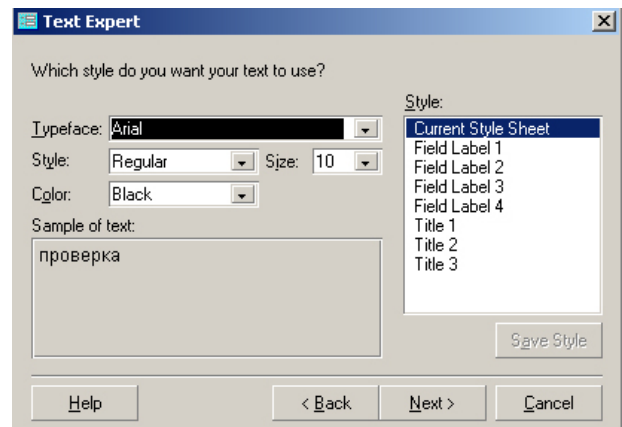 Text Expert
Which style do you want your text to use?
Typeface: Arial
Style: Regular Size: 10
Color: Black
Sample of text:
проверка
Style:
Current Style Sheet
Field Label 1
Field Label 2
Field Label 3
Field Label 4
Title 1
Title 2
Title 3
Save Style
Help < Back Next > Cancel